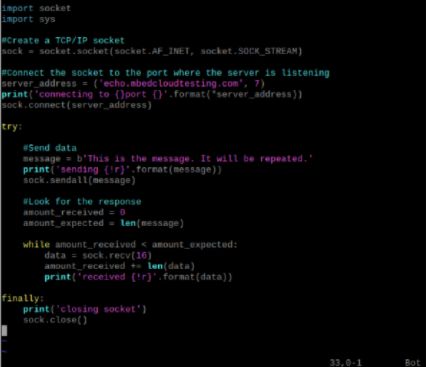 import socket
import sys
#Create a TCP/IP socket
sock = socket.socket(socket.AF_INET, socket.SOCK_STREAM)
#Connect the socket to the port where the server is listening
server_address = ('echo.mbedcloudtesting.com', 7)
print('connecting to {}port {}'.format(*server_address))
sock.connect(server_address)
try:
    #Send data
    message = b'This is the message. It will be repeated.'
    print('sending {!r}'.format(message))
    sock.sendall(message)
    #Look for the response
    amount_received = 0
    amount_expected = len(message)
    while amount_received < amount_expected:
        data = sock.recv(16)
        amount_received += len(data)
        print('received {!r}'.format(data))
finally:
    print('closing socket')
    sock.close()
~
~
33,0-1 Bot